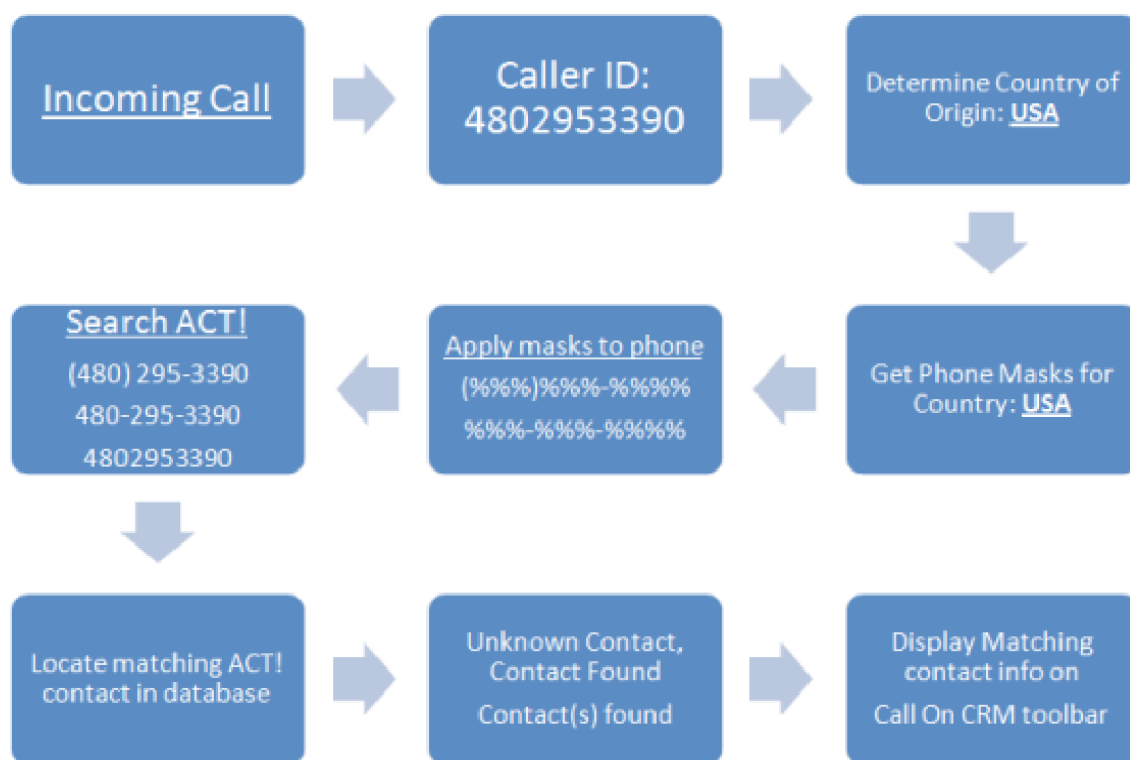 Incoming Call
Caller ID:
4802953390
Determine Country of
Origin: USA
Get Phone Masks for
Country: USA
Apply masks to phone
(%%%)%%%-%%%%
%%%-%%%-%%%%
Search ACT!
(480) 295-3390
480-295-3390
4802953390
Locate matching ACT!
contact in database
Unknown Contact,
Contact Found
Contact(s) found
Display Matching
contact info on
Call On CRM toolbar